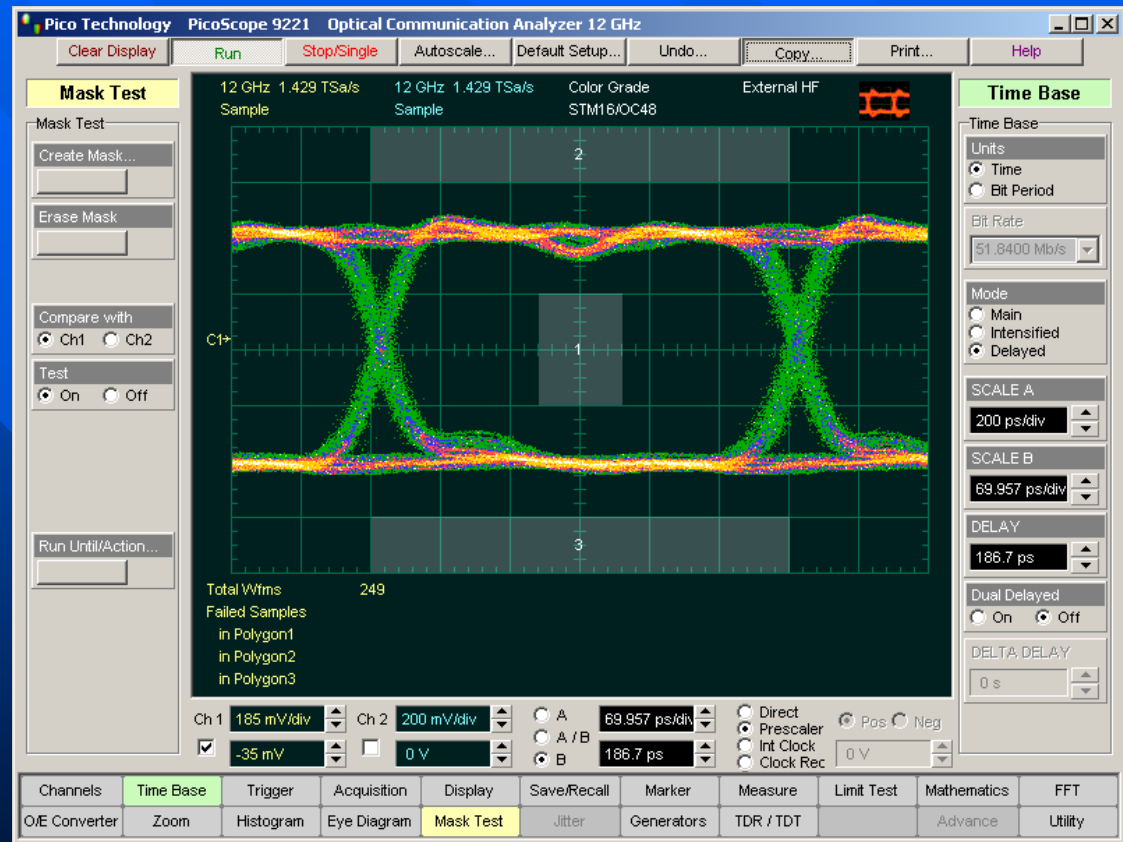 Pico Technology PicoScope 9221 Optical Communication Analyzer 12 GHz
Clear Display Run Stop/Single Autoscale... Default Setup... Undo... Copy... Print... Help
Mask Test
Mask Test
Create Mask...
Erase Mask
Compare with
Ch1 Ch2
Test
On Off
Run Until/Action...
12 GHz 1.429 TSa/s 12 GHz 1.429 TSa/s Color Grade External HF
Sample Sample STM16/OC48
2
C1
1
3
Total Wfms 249
Failed Samples
in Polygon1
in Polygon2
in Polygon3
Time Base
Time Base
Units
Time
Bit Period
Bit Rate
51.8400 Mb/s
Mode
Main
Intensified
Delayed
SCALE A
200 ps/div
SCALE B
69.957 ps/div
DELAY
186.7 ps
Dual Delayed
On Off
DELTA DELAY
0 s
Ch 1 185 mV/div Ch 2 200 mV/div A 69.957 ps/div Direct Pos Neg
A / B Prescaler
-35 mV 0 V B 186.7 ps Int Clock 0 V
Clock Rec
Channels Time Base Trigger Acquisition Display Save/Recall Marker Measure Limit Test Mathematics FFT
O/E Converter Zoom Histogram Eye Diagram Mask Test Jitter Generators TDR / TDT Advance Utility